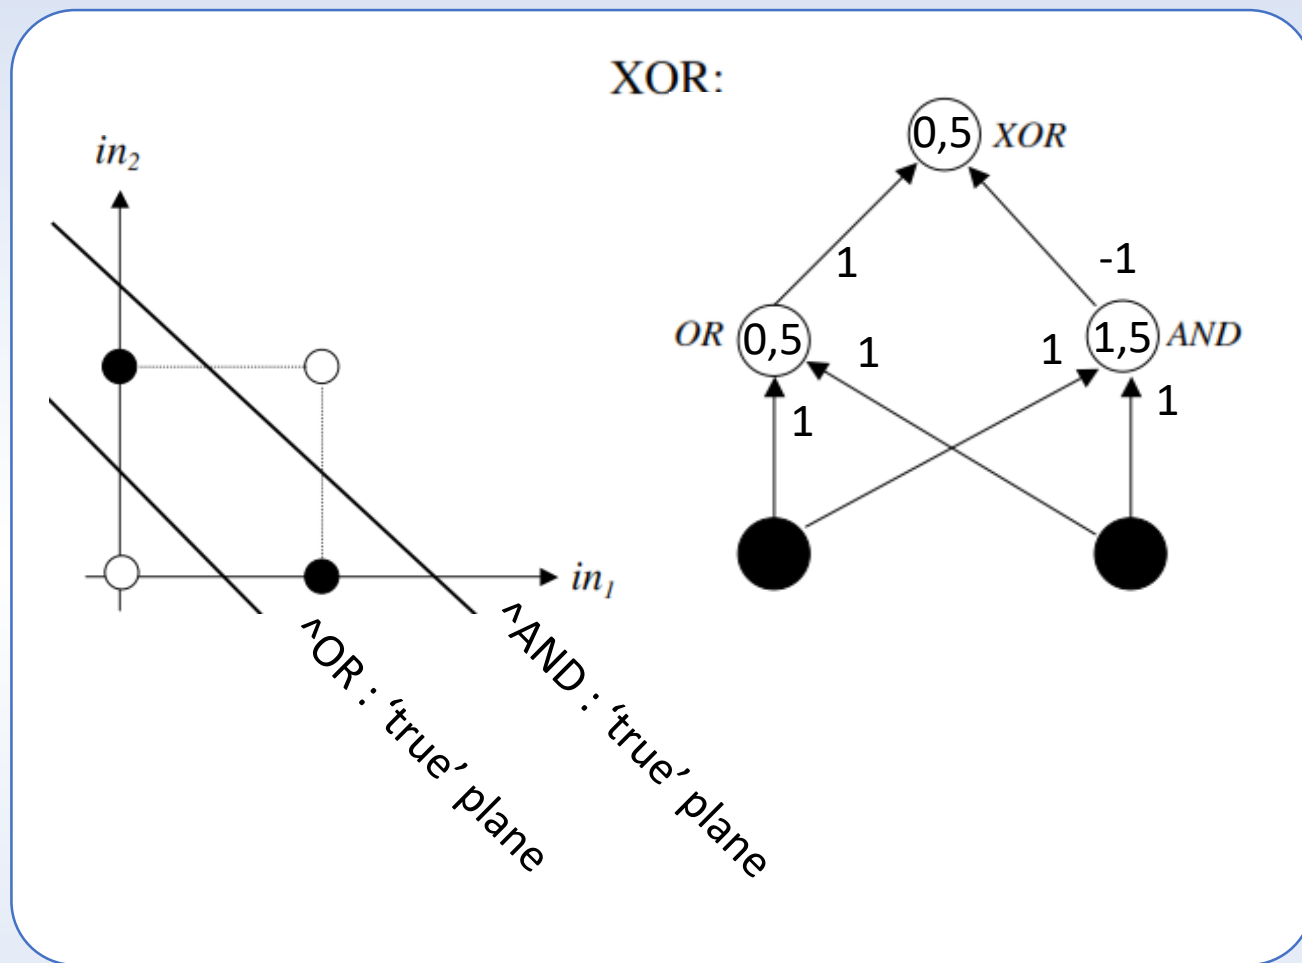 XOR:
in2
in1
^OR : ‘true’ plane
^AND : ‘true’ plane
0,5 XOR
1
-1
OR 0,5
1
1
1,5 AND
1
1